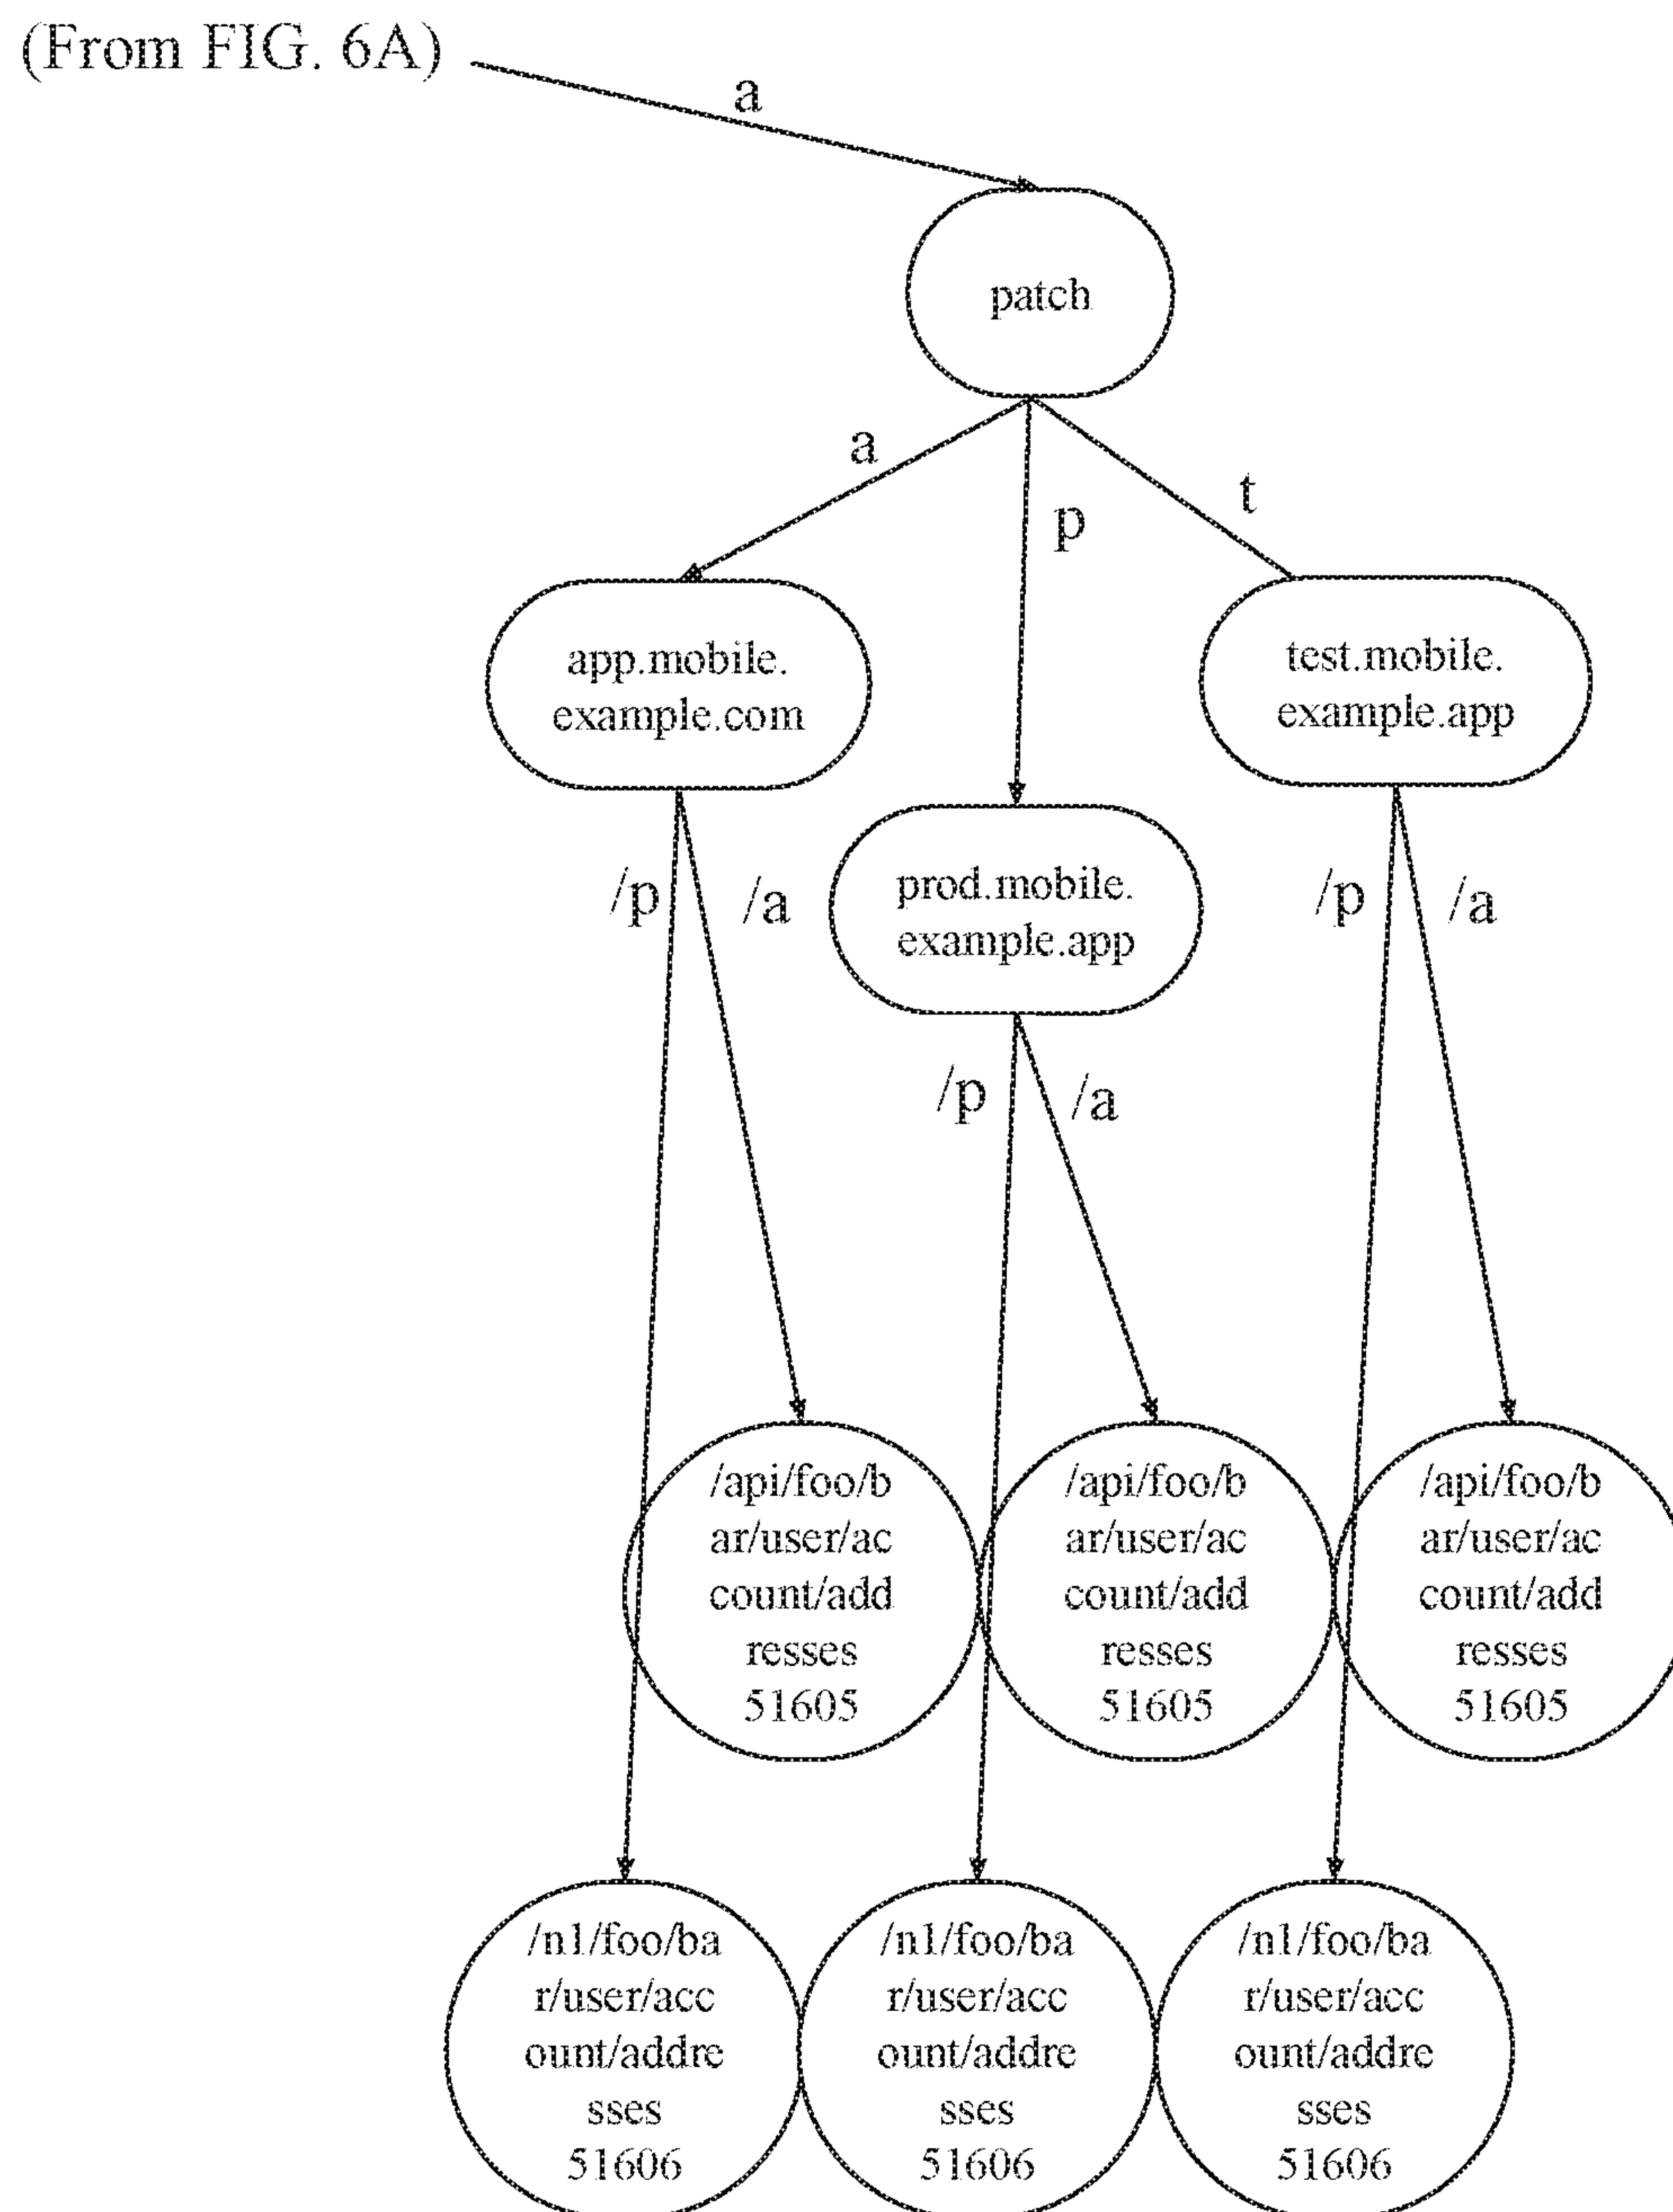 (From FIG. 6A)
a
patch
a
p
t
app.mobile.
example.com
test.mobile.
example.app
prod.mobile.
example.app
/p
/a
/p
/a
/p
/a
/api/foo/b
ar/user/ac
count/add
resses
51605
/api/foo/b
ar/user/ac
count/add
resses
51605
/api/foo/b
ar/user/ac
count/add
resses
51605
/n1/foo/ba
r/user/acc
ount/addre
sses
51606
/n1/foo/ba
r/user/acc
ount/addre
sses
51606
/n1/foo/ba
r/user/acc
ount/addre
sses
51606